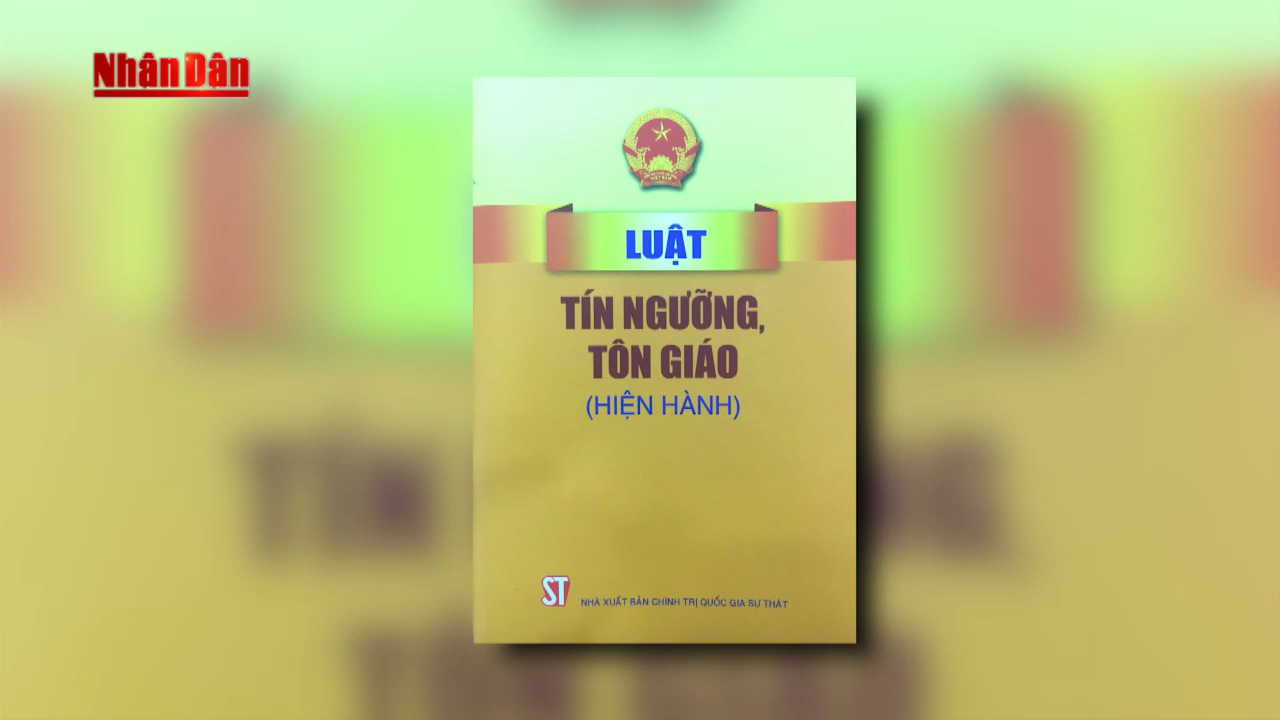 Nhân Dân
LUẬT
TÍN NGƯỠNG,
TÔN GIÁO
(HIỆN HÀNH)
ST
NHÀ XUẤT BẢN CHÍNH TRỊ QUỐC GIA SỰ THẬT